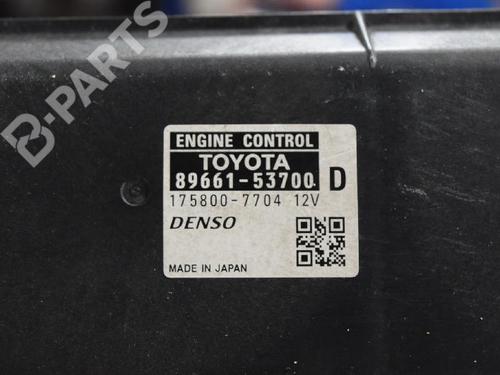 B-PARTS
ENGINE CONTROL
TOYOTA
89661-53700 D
175800-7704 12V
DENSO
MADE IN JAPAN